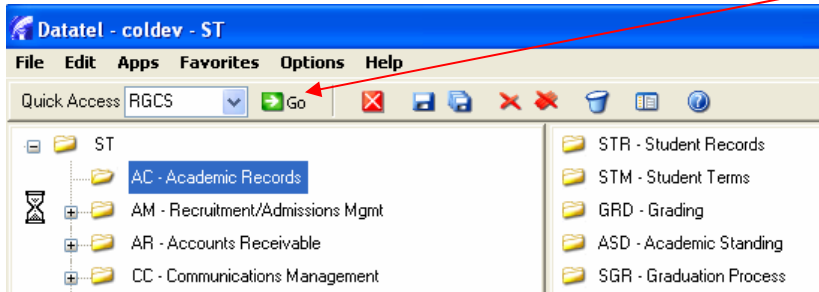 Datatel - coldev - ST
File Edit Apps Favorites Options Help
Quick Access RGCS Go
ST
AC - Academic Records
AM - Recruitment/Admissions Mgmt
AR - Accounts Receivable
CC - Communications Management
STR - Student Records
STM - Student Terms
GRD - Grading
ASD - Academic Standing
SGR - Graduation Process